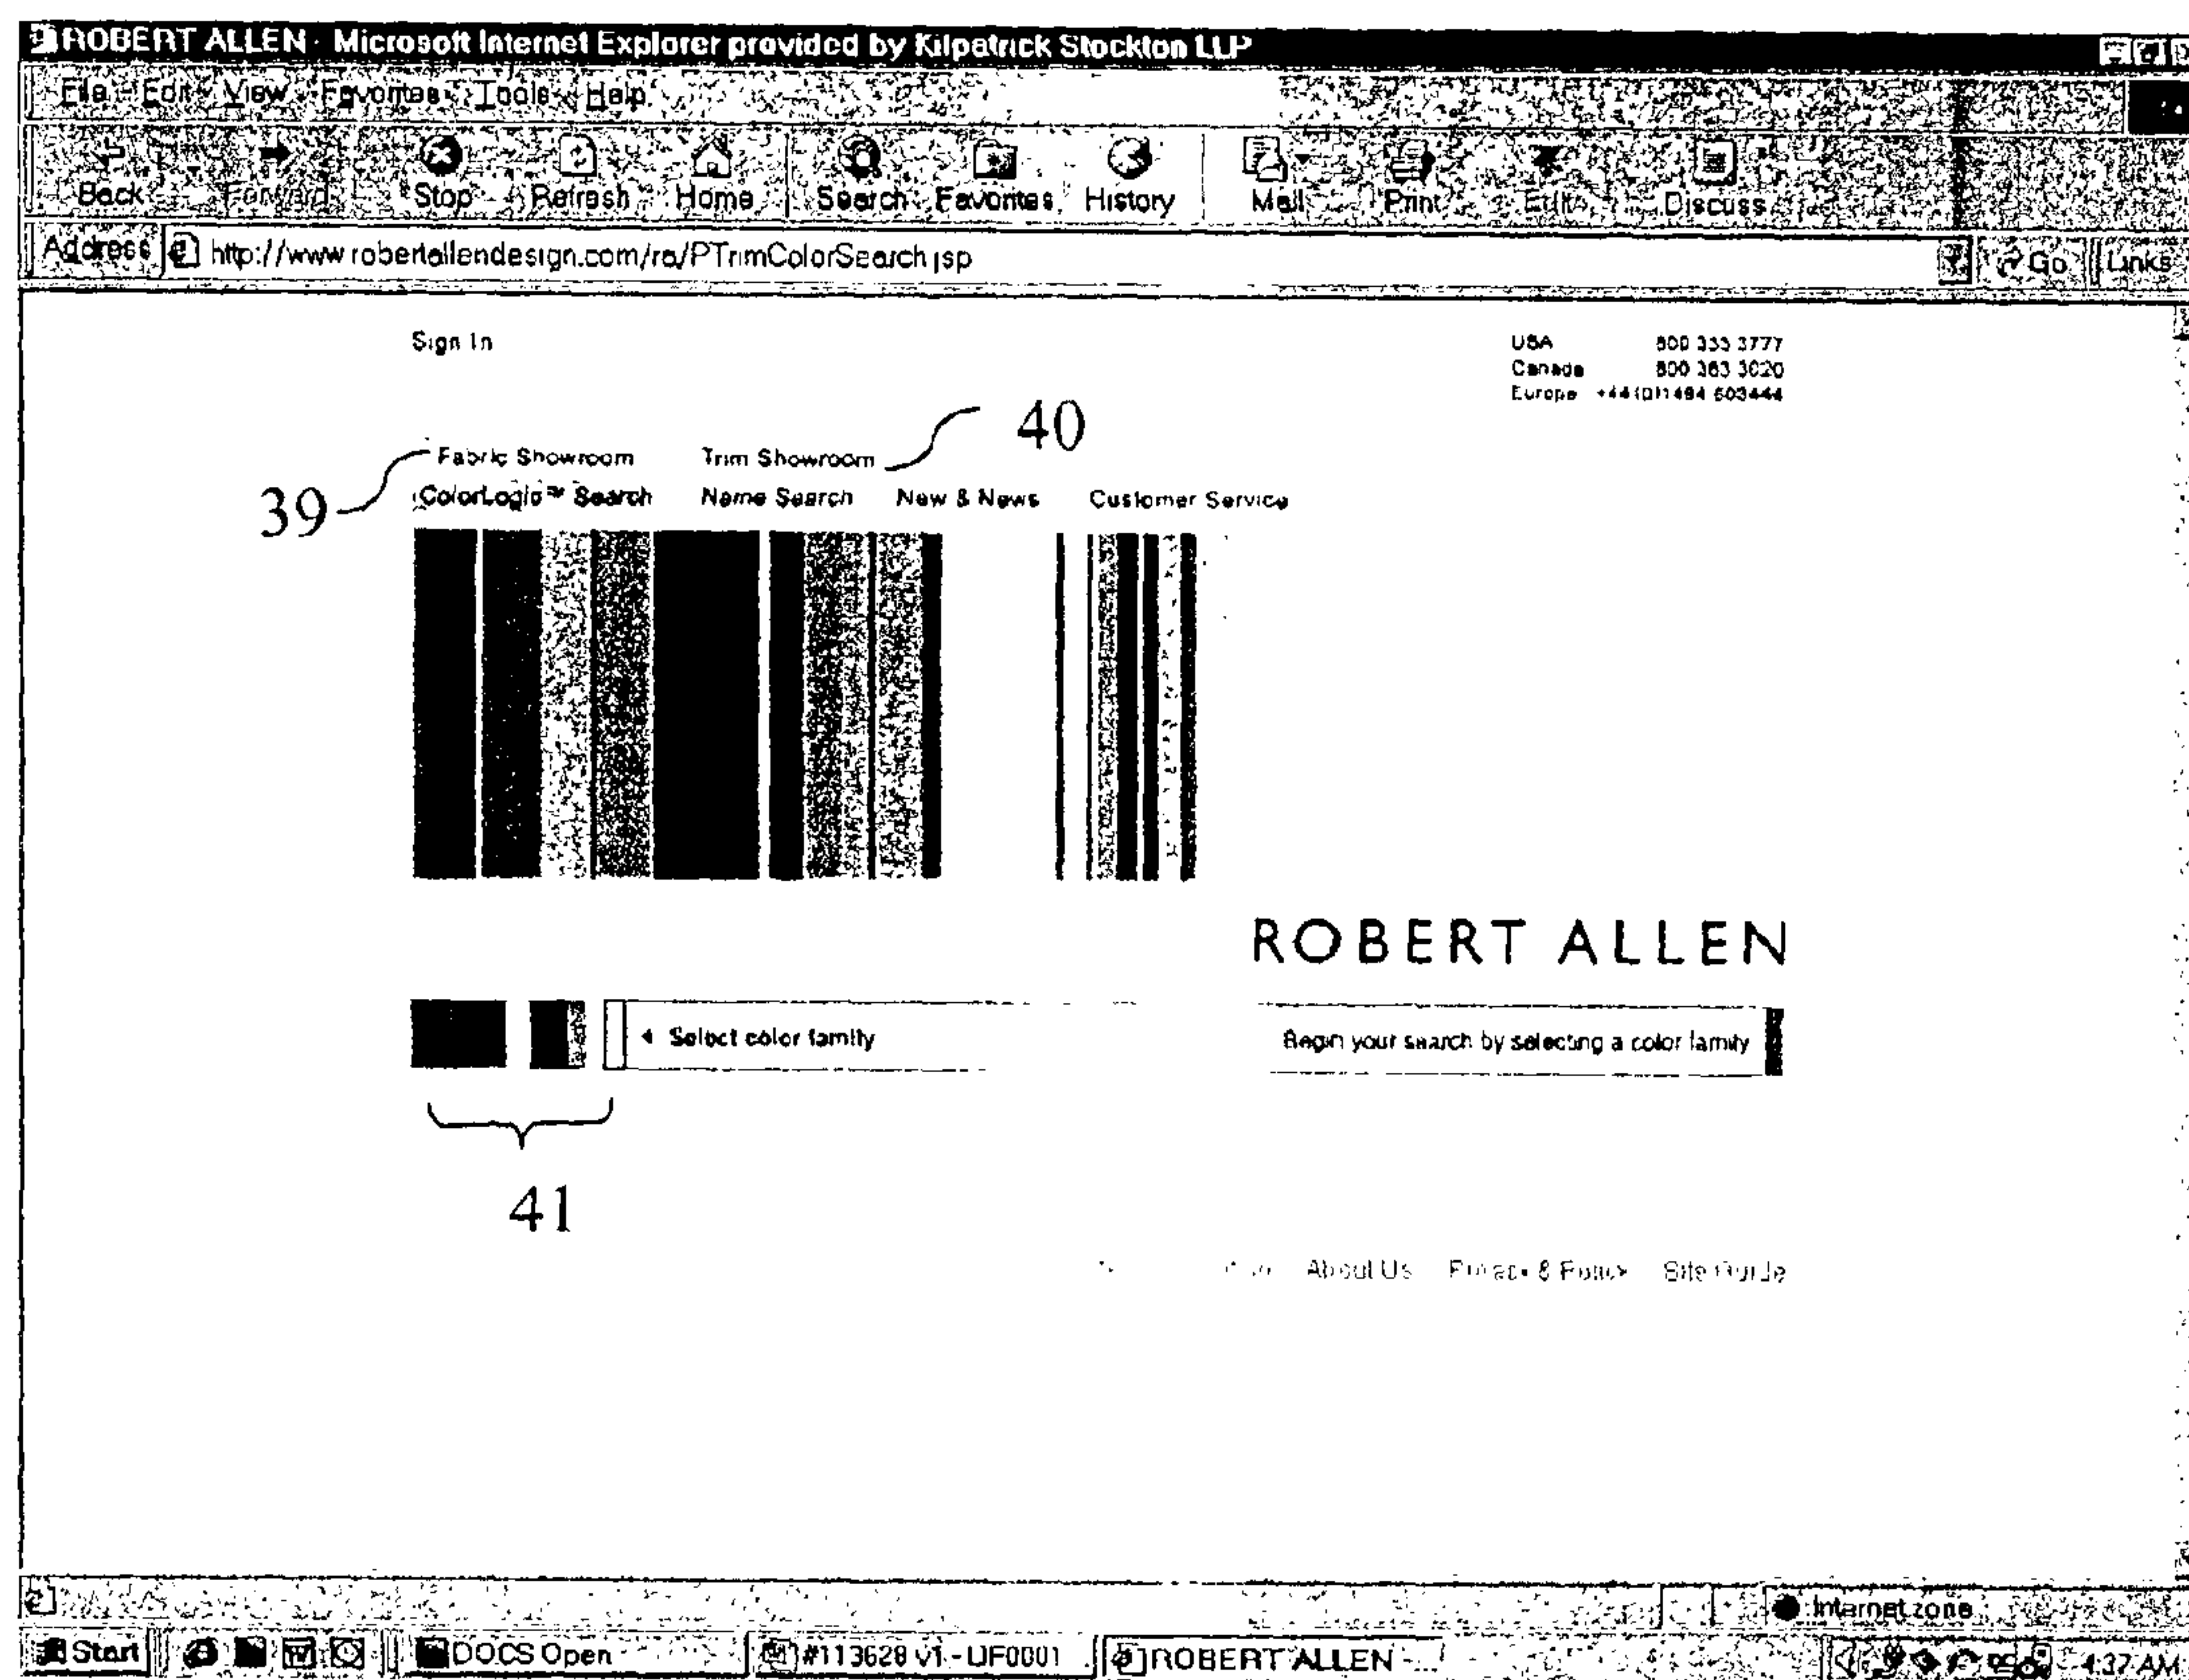 ROBERT ALLEN - Microsoft Internet Explorer provided by Kilpatrick Stockton LLP
File Edit View Favorites Tools Help
Back Forward Stop Refresh Home Search Favorites History Mail Print Edit Discuss
Address http://www.robertallendesign.com/ra/PTrimColorSearch.jsp Go Links
Sign In USA 800 333 3777
Canada 800 363 3020
Europe +44 (0)1494 603444
40
Fabric Showroom Trim Showroom
39
ColorLogic™ Search Name Search New & News Customer Service
ROBERT ALLEN
Select color family Begin your search by selecting a color family
41
About Us Privacy & Policy Site Guide
Internet zone
Start DOCS Open #113628 v1 - UF0001 ROBERT ALLEN - ... 4:37 AM